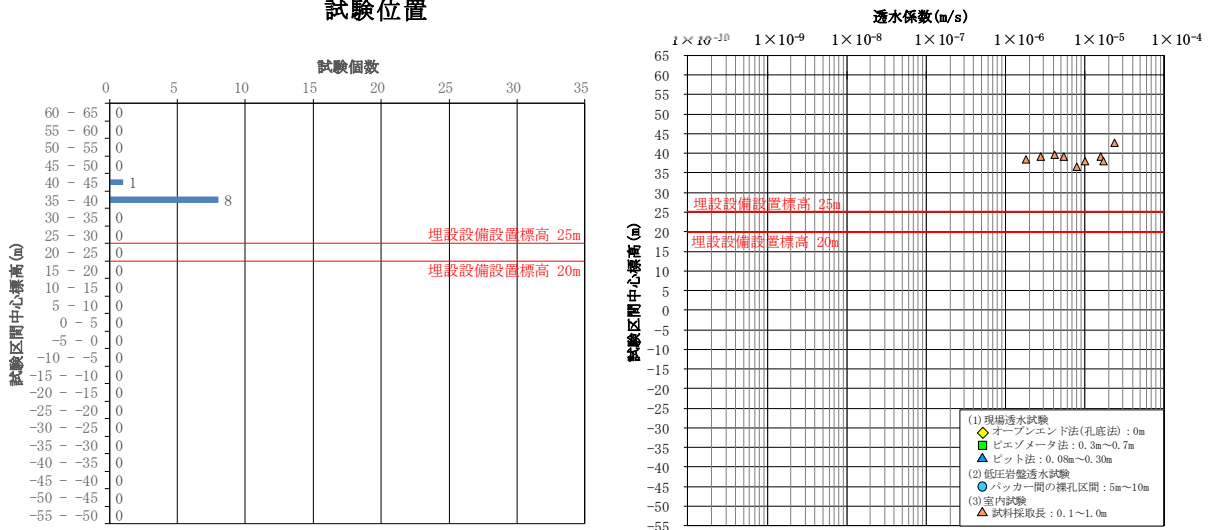 試験位置
試験個数
0 5 10 15 20 25 30 35
60 - 65 0
55 - 60 0
50 - 55 0
45 - 50 0
40 - 45 1
35 - 40 8
30 - 35 0
25 - 30 0
埋設設備設置標高 25m
20 - 25 0
埋設設備設置標高 20m
15 - 20 0
10 - 15 0
5 - 10 0
0 - 5 0
-5 - 0 0
-10 - -5 0
-15 - -10 0
-20 - -15 0
-25 - -20 0
-30 - -25 0
-35 - -30 0
-40 - -35 0
-45 - -40 0
-50 - -45 0
-55 - -50 0
試験区間中心標高(m)
透水係数(m/s)
1×10⁻¹⁰ 1×10⁻⁹ 1×10⁻⁸ 1×10⁻⁷ 1×10⁻⁶ 1×10⁻⁵ 1×10⁻⁴
65
60
55
50
45
40
35
30
埋設設備設置標高 25m
25
20
埋設設備設置標高 20m
15
10
5
0
-5
-10
-15
-20
-25
-30
-35
-40
-45
-50
-55
試験区間中心標高(m)
(1)現場透水試験
オープンエンド法(孔底法):0m
ピエゾメータ法:0.3m~0.7m
ピット法:0.08m~0.30m
(2)低圧岩盤透水試験
パッカー間の裸孔区間:5m~10m
(3)室内試験
試料採取長:0.1~1.0m